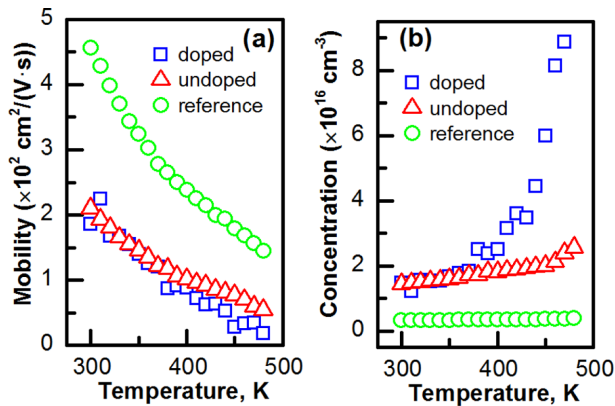 (a)
doped
undoped
reference
Mobility (×10² cm²/(V·s))
5
4
3
2
1
0
300 400 500
Temperature, K
(b)
doped
undoped
reference
Concentration (×10¹⁶ cm⁻³)
8
6
4
2
0
300 400 500
Temperature, K